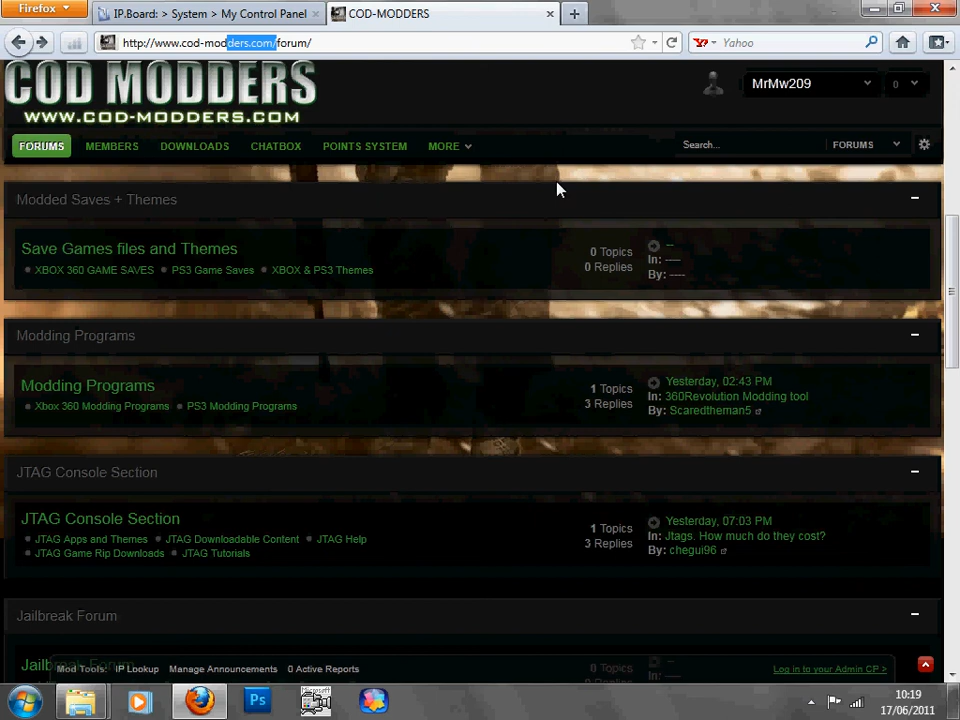 Firefox
IP.Board: > System > My Control Panel
COD-MODDERS
http://www.cod-modders.com/forum/
Yahoo
COD MODDERS
WWW.COD-MODDERS.COM
MrMw209
0
FORUMS MEMBERS DOWNLOADS CHATBOX POINTS SYSTEM MORE
Search...
FORUMS
Modded Saves + Themes
Save Games files and Themes
XBOX 360 GAME SAVES PS3 Game Saves XBOX & PS3 Themes
0 Topics
0 Replies
--
In: ----
By: ----
Modding Programs
Modding Programs
Xbox 360 Modding Programs PS3 Modding Programs
1 Topics
3 Replies
Yesterday, 02:43 PM
In: 360Revolution Modding tool
By: Scaredtheman5
JTAG Console Section
JTAG Console Section
JTAG Apps and Themes JTAG Downloadable Content JTAG Help
JTAG Game Rip Downloads JTAG Tutorials
1 Topics
3 Replies
Yesterday, 07:03 PM
In: Jtags. How much do they cost?
By: chegui96
Jailbreak Forum
Jailbreak Forum
0 Topics
--
In: ----
Mod Tools: IP Lookup Manage Announcements 0 Active Reports
Log in to your Admin CP >
Ps
Microsoft
10:19
17/06/2011